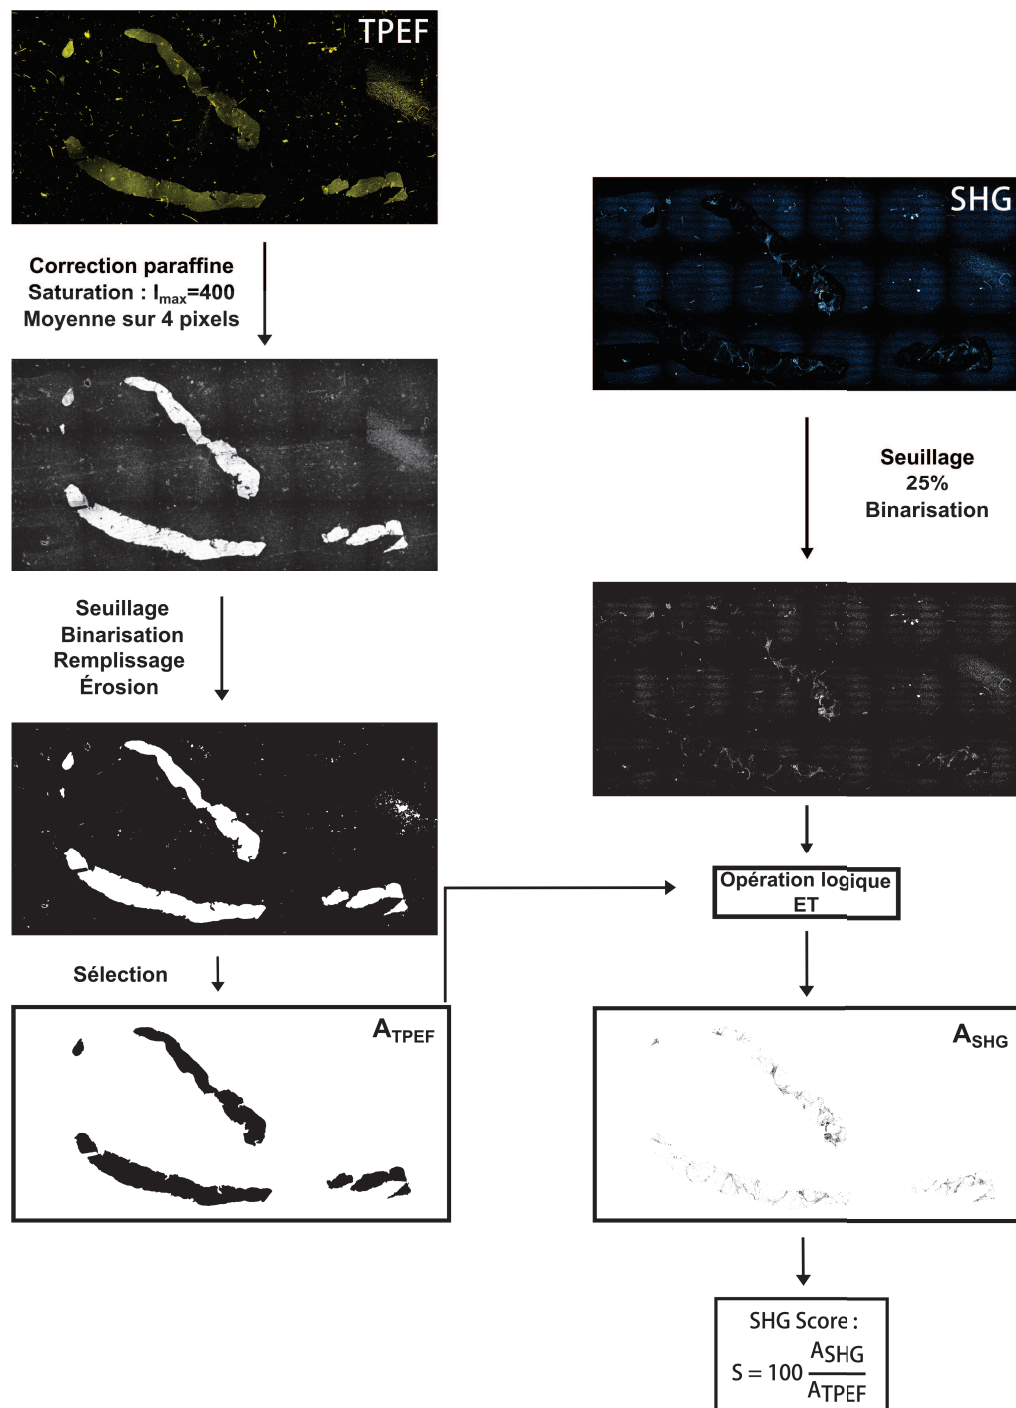 TPEF
Correction paraffine
Saturation : Imax=400
Moyenne sur 4 pixels
Seuillage
Binarisation
Remplissage
Érosion
Sélection
ATPEF
SHG
Seuillage
25%
Binarisation
Opération logique
ET
ASHG
SHG Score :
S = 100 ASHG
ATPEF